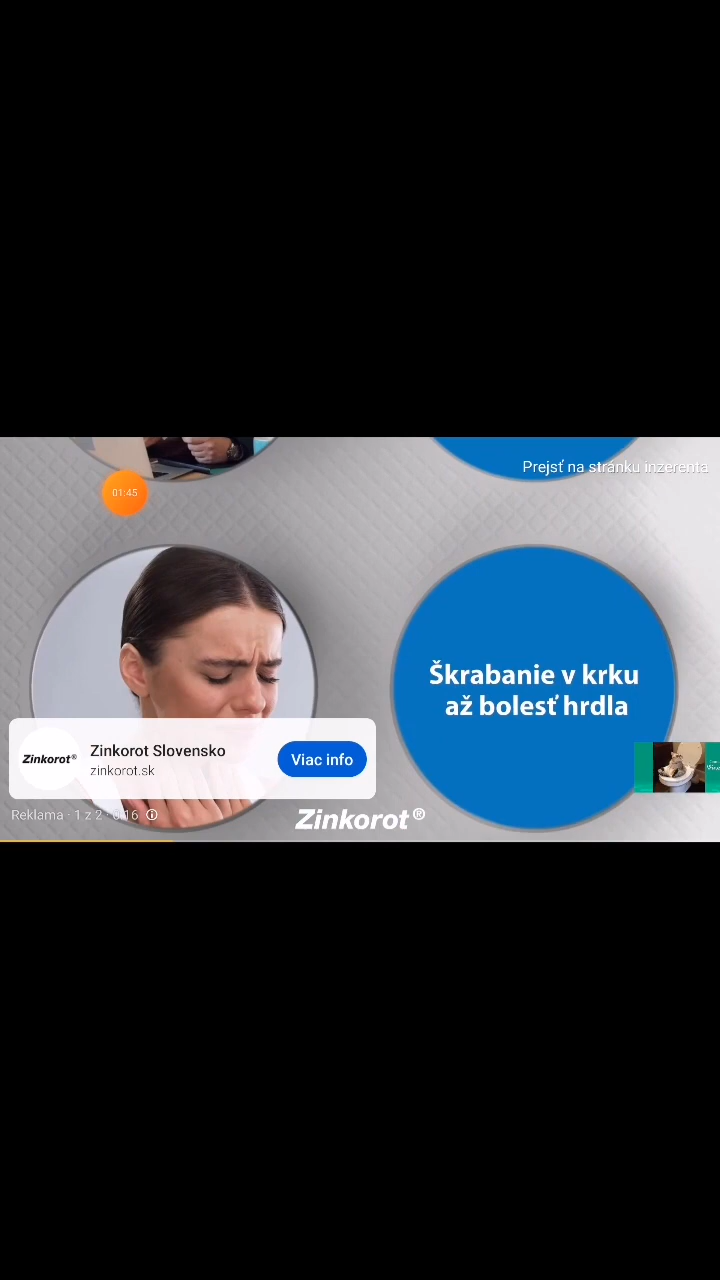 Prejsť na stránku inzerenta
01:45
Škrabanie v krku
až bolesť hrdla
Zinkorot®
Zinkorot Slovensko
zinkorot.sk
Viac info
Reklama · 1 z 2 · 0:16
Zinkorot®